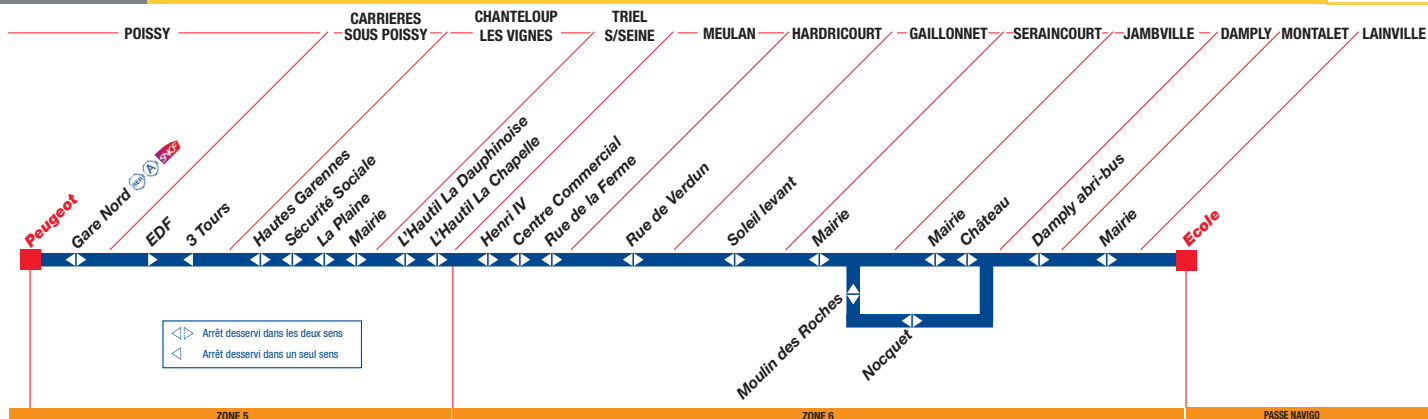 POISSY
CARRIERES
SOUS POISSY
CHANTELOUP
LES VIGNES
TRIEL
S/SEINE
MEULAN
HARDRICOURT
GAILLONNET
SERAINCOURT
JAMBVILLE
DAMPLY
MONTALET
LAINVILLE
Peugeot
Gare Nord RER A SNCF
EDF
3 Tours
Hautes Garennes
Sécurité Sociale
La Plaine
Mairie
L'Hautil La Dauphinoise
L'Hautil La Chapelle
Henri IV
Centre Commercial
Rue de la Ferme
Rue de Verdun
Soleil levant
Mairie
Mairie
Château
Damply abri-bus
Mairie
Ecole
Moulin des Roches
Nocquet
Arrêt desservi dans les deux sens
Arrêt desservi dans un seul sens
ZONE 5
ZONE 6
PASSE NAVIGO